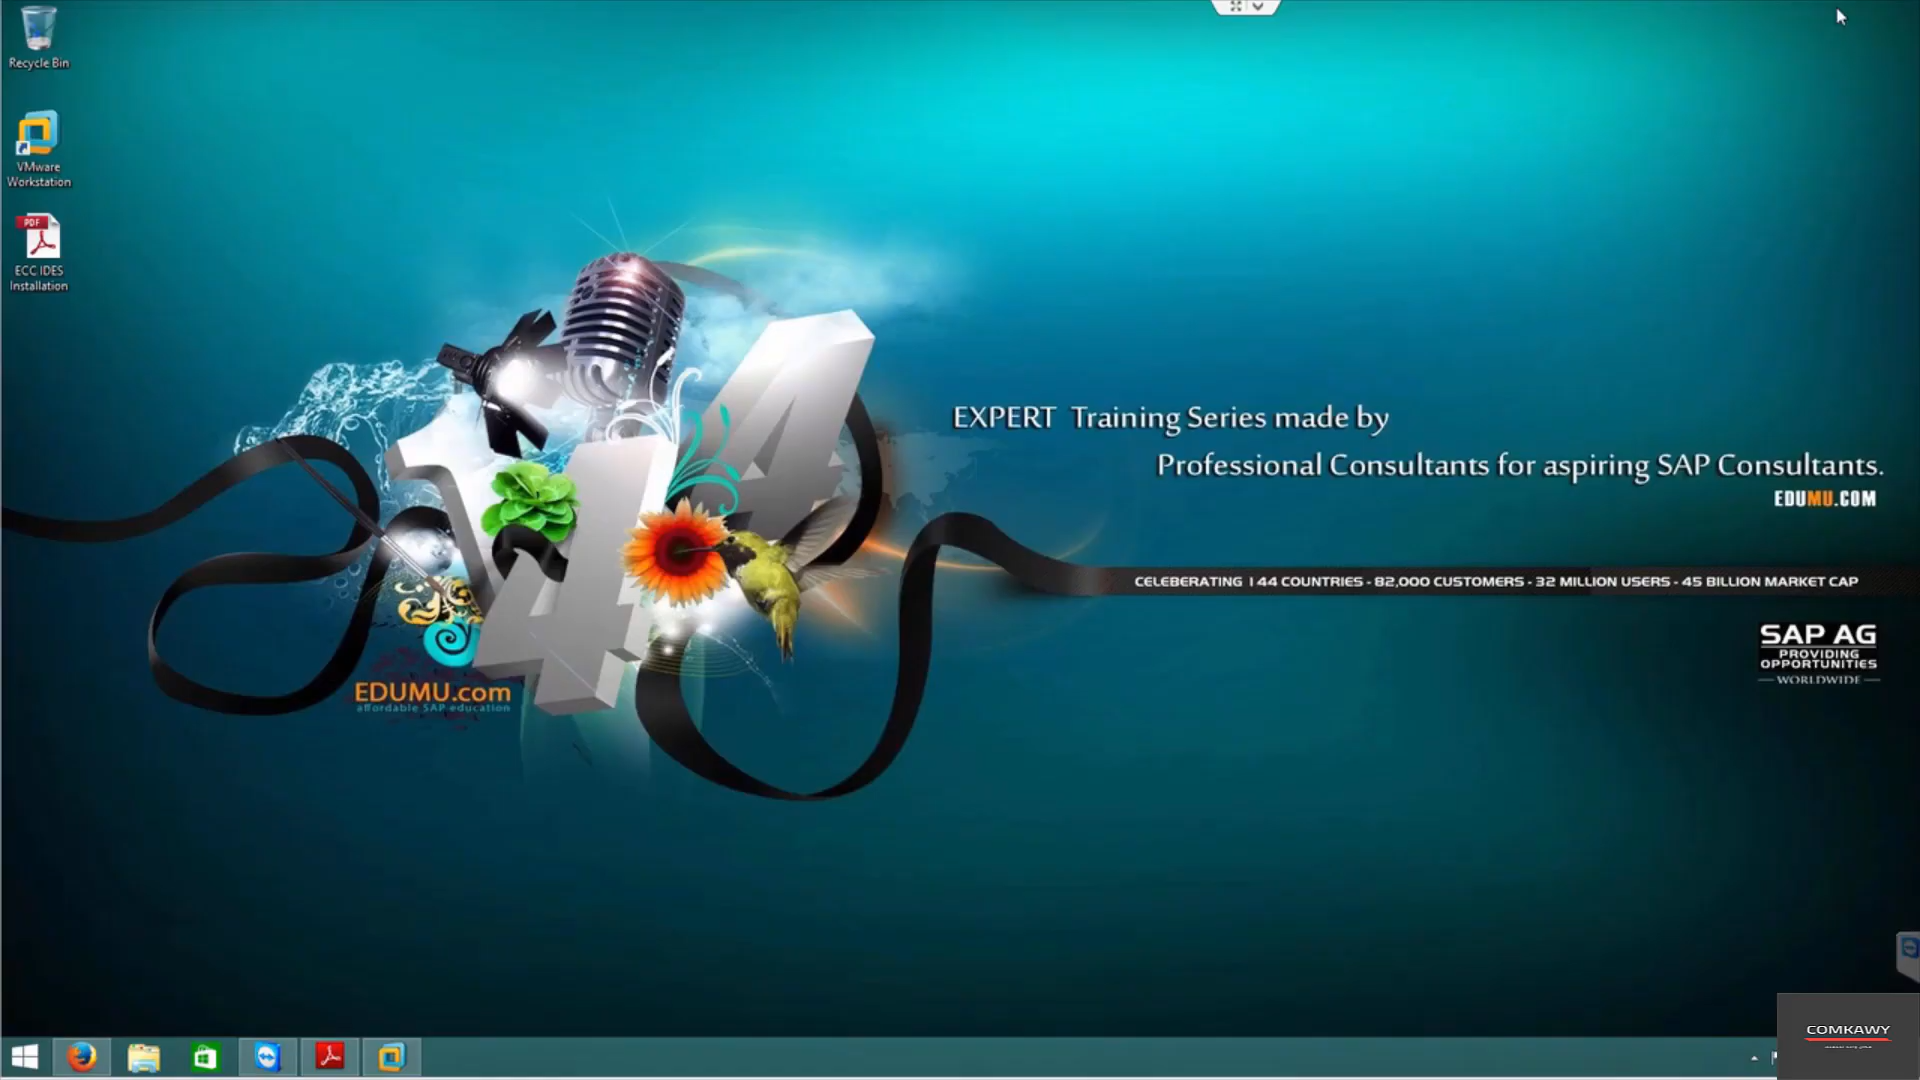 Recycle Bin
VMware
Workstation
PDF
ECC IDES
Installation
EXPERT Training Series made by
Professional Consultants for aspiring SAP Consultants.
EDUMU.COM
144
EDUMU.com
affordable SAP education
CELEBERATING 144 COUNTRIES - 82,000 CUSTOMERS - 32 MILLION USERS - 45 BILLION MARKET CAP
SAP AG
PROVIDING
OPPORTUNITIES
WORLDWIDE
COMKAWY